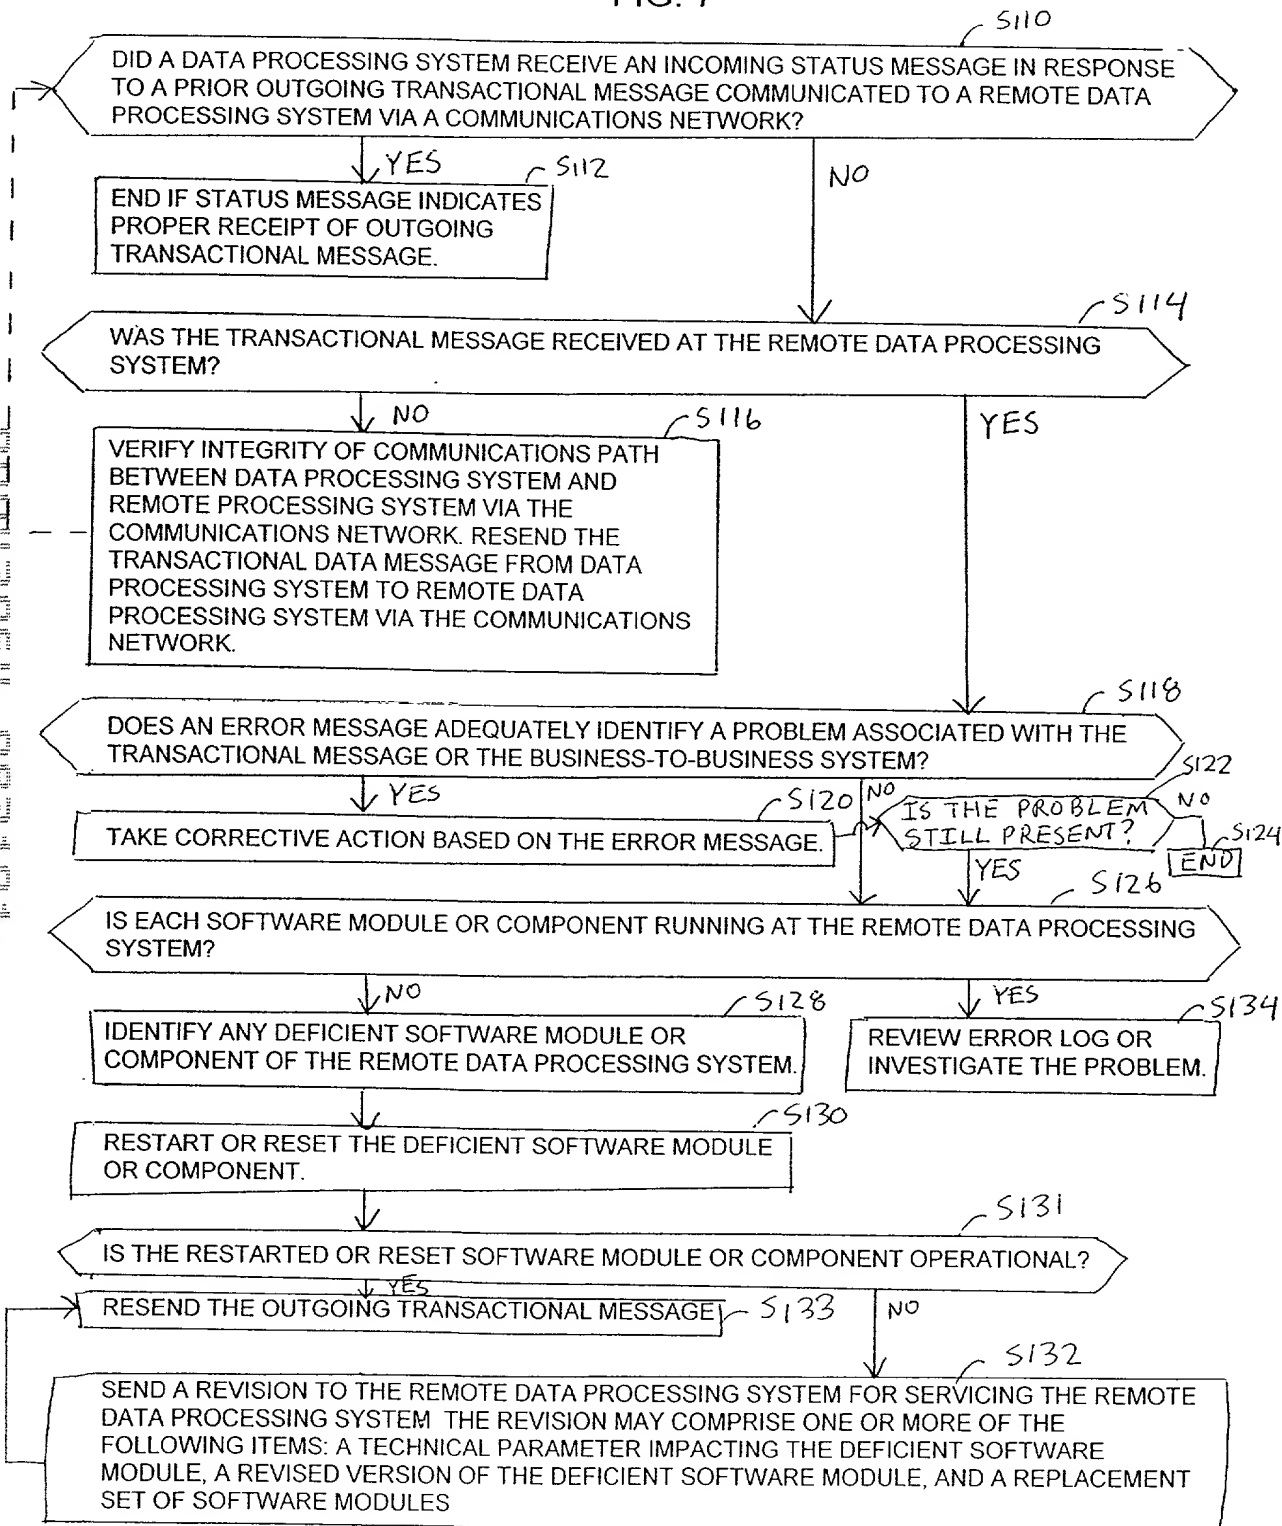 S110
DID A DATA PROCESSING SYSTEM RECEIVE AN INCOMING STATUS MESSAGE IN RESPONSE
TO A PRIOR OUTGOING TRANSACTIONAL MESSAGE COMMUNICATED TO A REMOTE DATA
PROCESSING SYSTEM VIA A COMMUNICATIONS NETWORK?
YES
S112
NO
END IF STATUS MESSAGE INDICATES
PROPER RECEIPT OF OUTGOING
TRANSACTIONAL MESSAGE.
S114
WAS THE TRANSACTIONAL MESSAGE RECEIVED AT THE REMOTE DATA PROCESSING
SYSTEM?
NO
S116
YES
VERIFY INTEGRITY OF COMMUNICATIONS PATH
BETWEEN DATA PROCESSING SYSTEM AND
REMOTE PROCESSING SYSTEM VIA THE
COMMUNICATIONS NETWORK. RESEND THE
TRANSACTIONAL DATA MESSAGE FROM DATA
PROCESSING SYSTEM TO REMOTE DATA
PROCESSING SYSTEM VIA THE COMMUNICATIONS
NETWORK.
S118
DOES AN ERROR MESSAGE ADEQUATELY IDENTIFY A PROBLEM ASSOCIATED WITH THE
TRANSACTIONAL MESSAGE OR THE BUSINESS-TO-BUSINESS SYSTEM?
S122
YES
S120
NO
IS THE PROBLEM
STILL PRESENT?
NO
S124
END
TAKE CORRECTIVE ACTION BASED ON THE ERROR MESSAGE.
YES
S126
IS EACH SOFTWARE MODULE OR COMPONENT RUNNING AT THE REMOTE DATA PROCESSING
SYSTEM?
NO
S128
YES
S134
IDENTIFY ANY DEFICIENT SOFTWARE MODULE OR
COMPONENT OF THE REMOTE DATA PROCESSING SYSTEM.
REVIEW ERROR LOG OR
INVESTIGATE THE PROBLEM.
S130
RESTART OR RESET THE DEFICIENT SOFTWARE MODULE
OR COMPONENT.
S131
IS THE RESTARTED OR RESET SOFTWARE MODULE OR COMPONENT OPERATIONAL?
YES
RESEND THE OUTGOING TRANSACTIONAL MESSAGE
S133
NO
S132
SEND A REVISION TO THE REMOTE DATA PROCESSING SYSTEM FOR SERVICING THE REMOTE
DATA PROCESSING SYSTEM THE REVISION MAY COMPRISE ONE OR MORE OF THE
FOLLOWING ITEMS: A TECHNICAL PARAMETER IMPACTING THE DEFICIENT SOFTWARE
MODULE, A REVISED VERSION OF THE DEFICIENT SOFTWARE MODULE, AND A REPLACEMENT
SET OF SOFTWARE MODULES